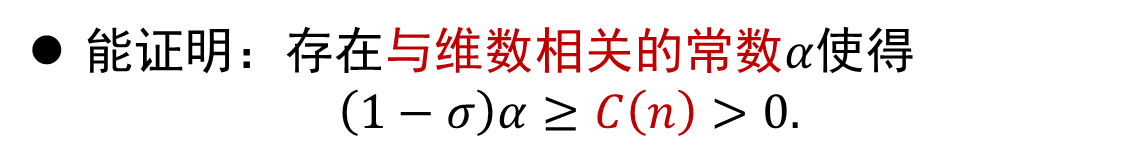 ● 能证明：存在与维数相关的常数α使得
(1 − σ)α ≥ C(n) > 0.